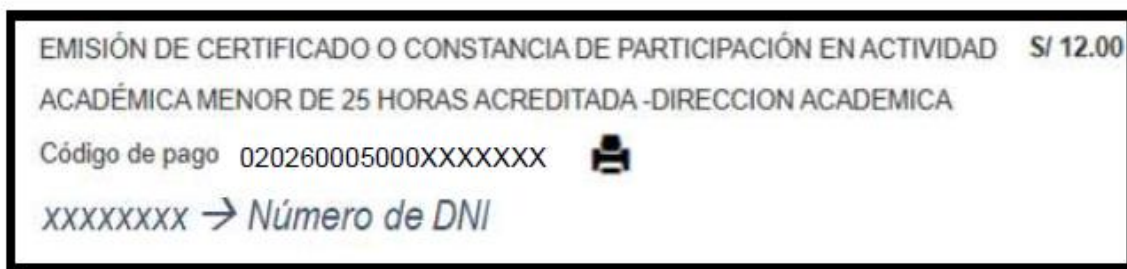 EMISIÓN DE CERTIFICADO O CONSTANCIA DE PARTICIPACIÓN EN ACTIVIDAD S/ 12.00
ACADÉMICA MENOR DE 25 HORAS ACREDITADA -DIRECCION ACADEMICA
Código de pago 020260005000XXXXXXX
xxxxxxxx → Número de DNI